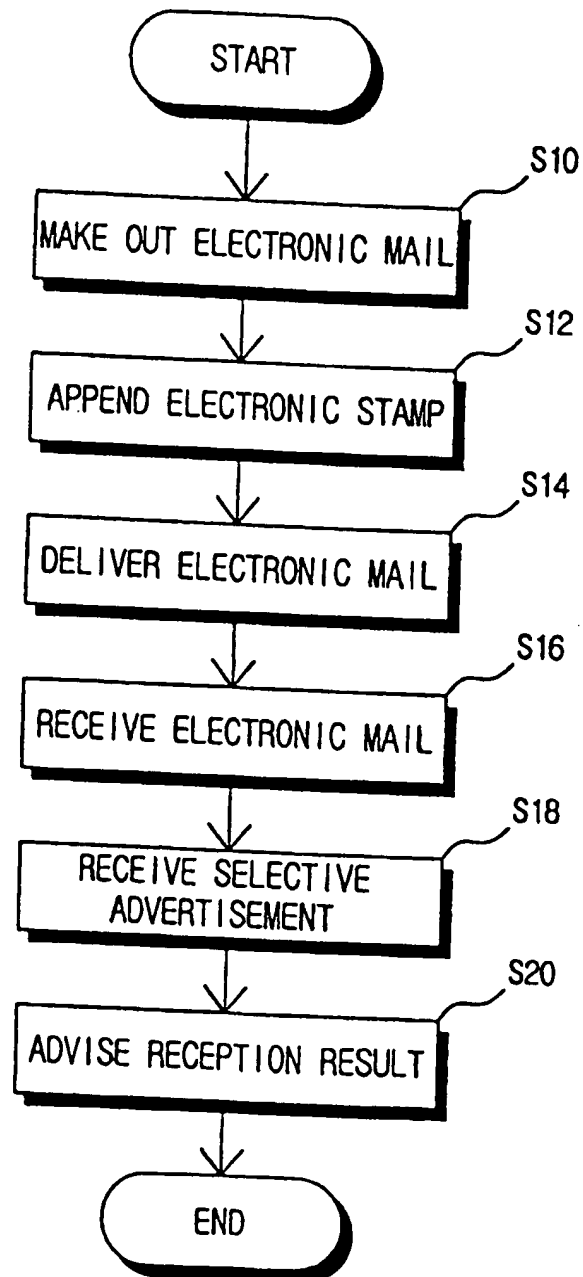 START
S10
MAKE OUT ELECTRONIC MAIL
S12
APPEND ELECTRONIC STAMP
S14
DELIVER ELECTRONIC MAIL
S16
RECEIVE ELECTRONIC MAIL
S18
RECEIVE SELECTIVE
ADVERTISEMENT
S20
ADVISE RECEPTION RESULT
END